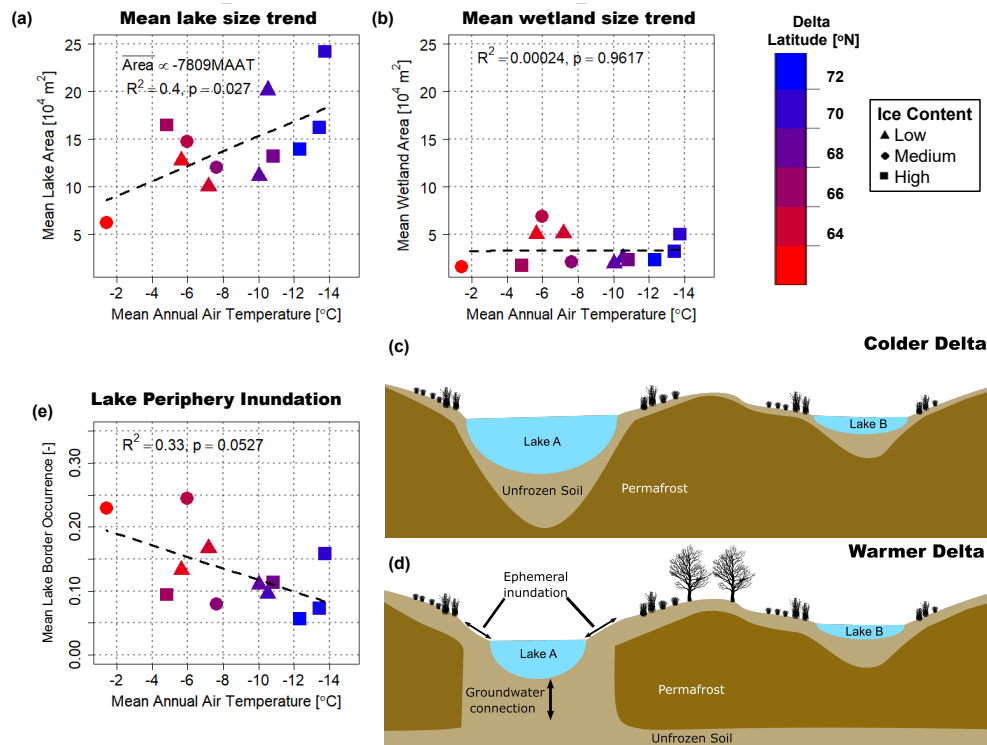 (a)
Mean lake size trend
Area ∝ -7809MAAT
R² = 0.4, p = 0.027
Mean Lake Area [10⁴ m²]
25
20
15
10
5
-2 -4 -6 -8 -10 -12 -14
Mean Annual Air Temperature [°C]
(b)
Mean wetland size trend
R² = 0.00024, p = 0.9617
Mean Wetland Area [10⁴ m²]
25
20
15
10
5
-2 -4 -6 -8 -10 -12 -14
Mean Annual Air Temperature [°C]
Delta
Latitude [°N]
72
70
68
66
64
Ice Content
Low
Medium
High
(c)
Colder Delta
Lake A
Lake B
Unfrozen Soil
Permafrost
(e)
Lake Periphery Inundation
R² = 0.33, p = 0.0527
Mean Lake Border Occurrence [-]
0.30
0.20
0.10
0.00
-2 -4 -6 -8 -10 -12 -14
Mean Annual Air Temperature [°C]
(d)
Warmer Delta
Ephemeral
inundation
Lake A
Lake B
Groundwater
connection
Permafrost
Unfrozen Soil